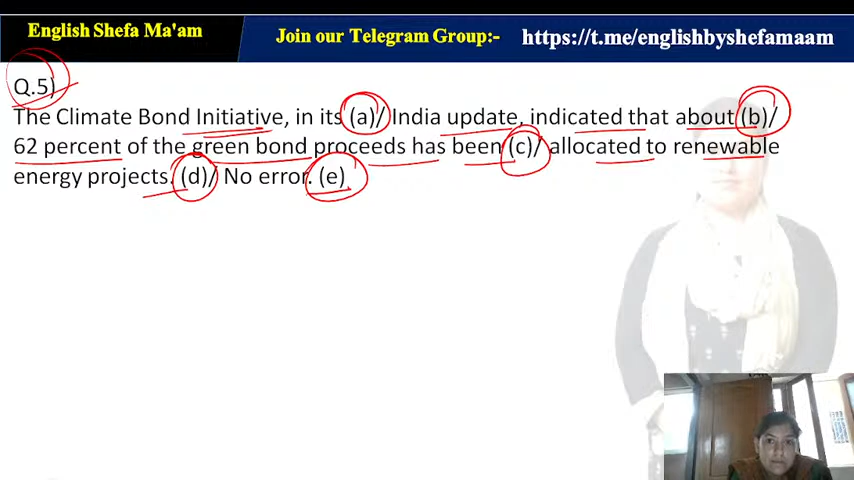 English Shefa Ma'am
Join our Telegram Group:- https://t.me/englishbyshefamaam
Q.5)
The Climate Bond Initiative, in its (a)/ India update, indicated that about (b)/
62 percent of the green bond proceeds has been (c)/ allocated to renewable
energy projects. (d)/ No error. (e)